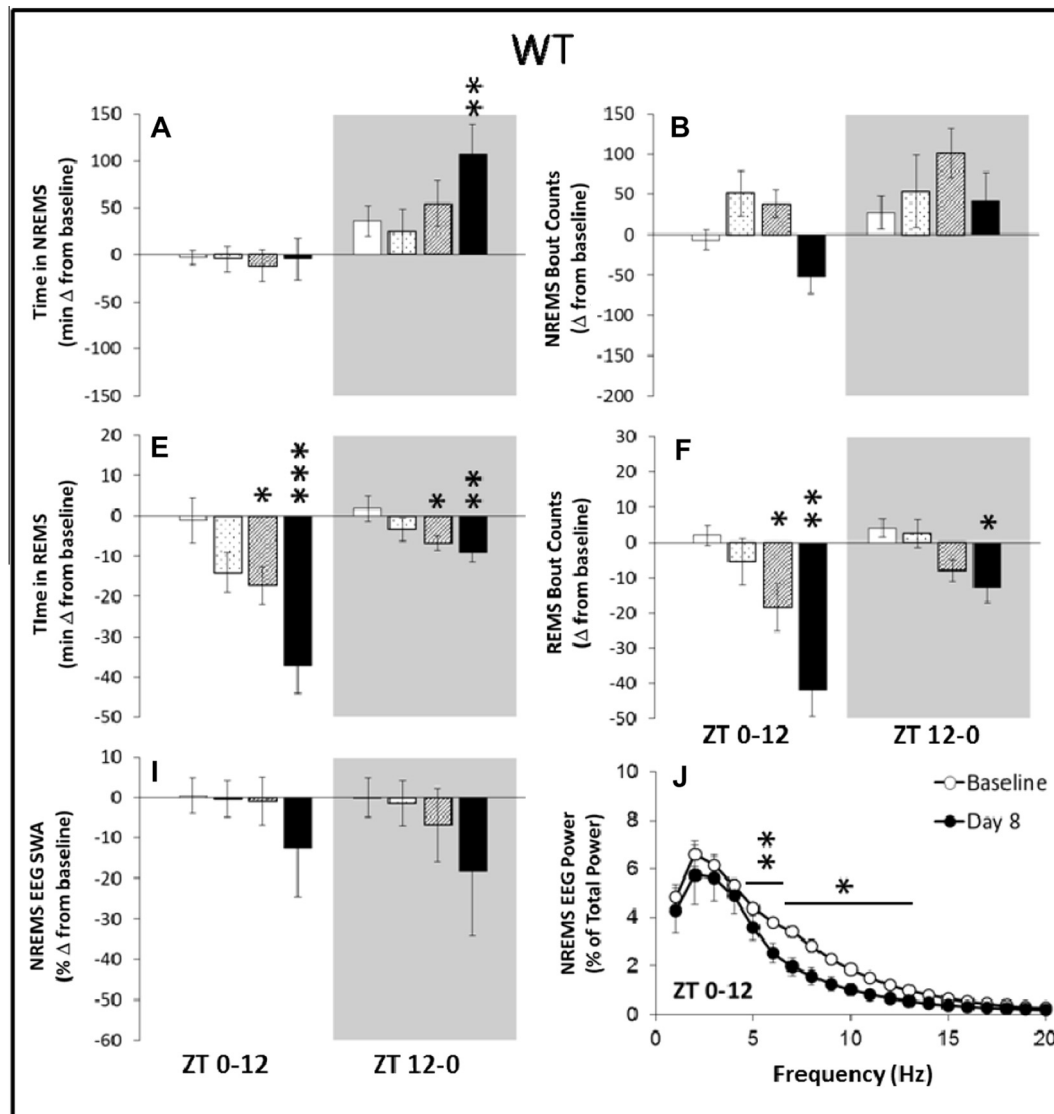 WT
A
**
Time in NREMS
(min Δ from baseline)
150
100
50
0
-50
-100
-150
B
NREMS Bout Counts
(Δ from baseline)
150
100
50
0
-50
-100
-150
-200
E
*
***
*
**
TIme in REMS
(min Δ from baseline)
20
10
0
-10
-20
-30
-40
-50
F
*
**
*
REMS Bout Counts
(Δ from baseline)
30
20
10
0
-10
-20
-30
-40
-50
ZT 0-12
ZT 12-0
I
NREMS EEG SWA
(% Δ from baseline)
10
0
-10
-20
-30
-40
-50
-60
ZT 0-12
ZT 12-0
J
Baseline
Day 8
**
*
NREMS EEG Power
(% of Total Power)
10
8
6
4
2
0
ZT 0-12
0 5 10 15 20
Frequency (Hz)